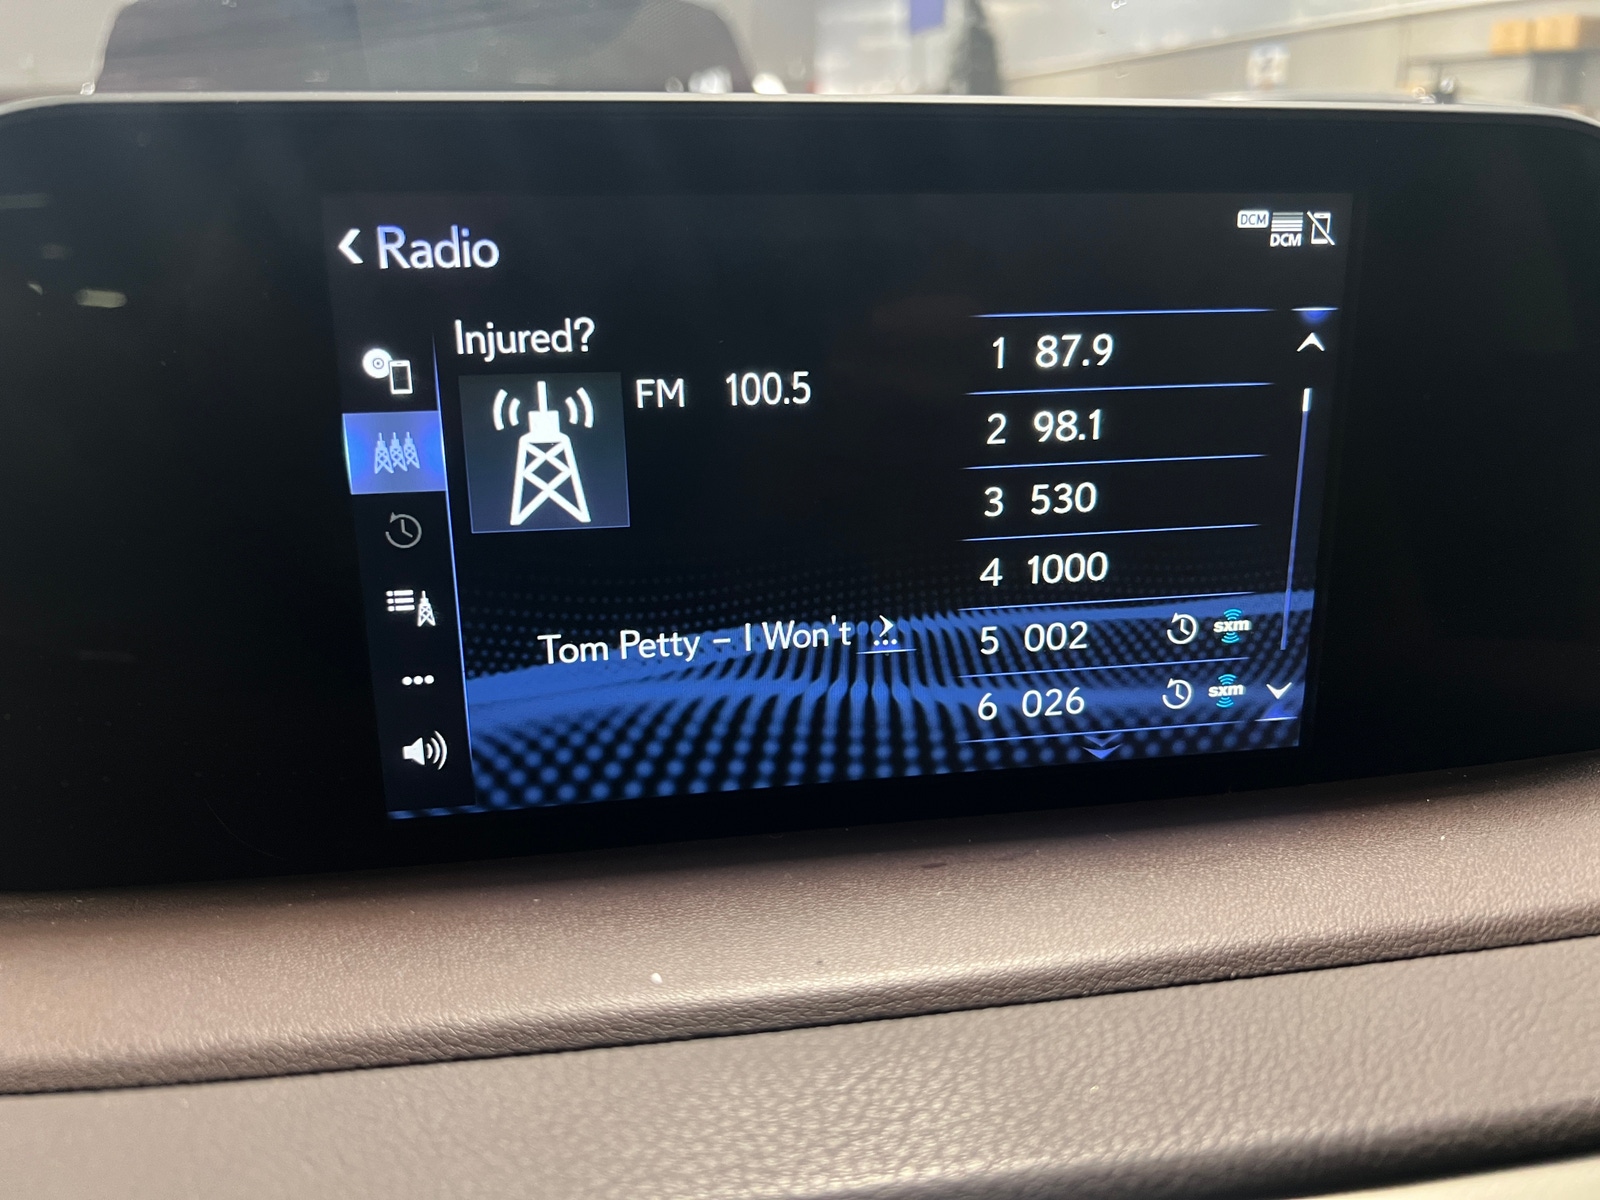 Radio
DCM
DCM
Injured?
FM 100.5
Tom Petty – I Won't ...
1 87.9
2 98.1
3 530
4 1000
5 002 sxm
6 026 sxm